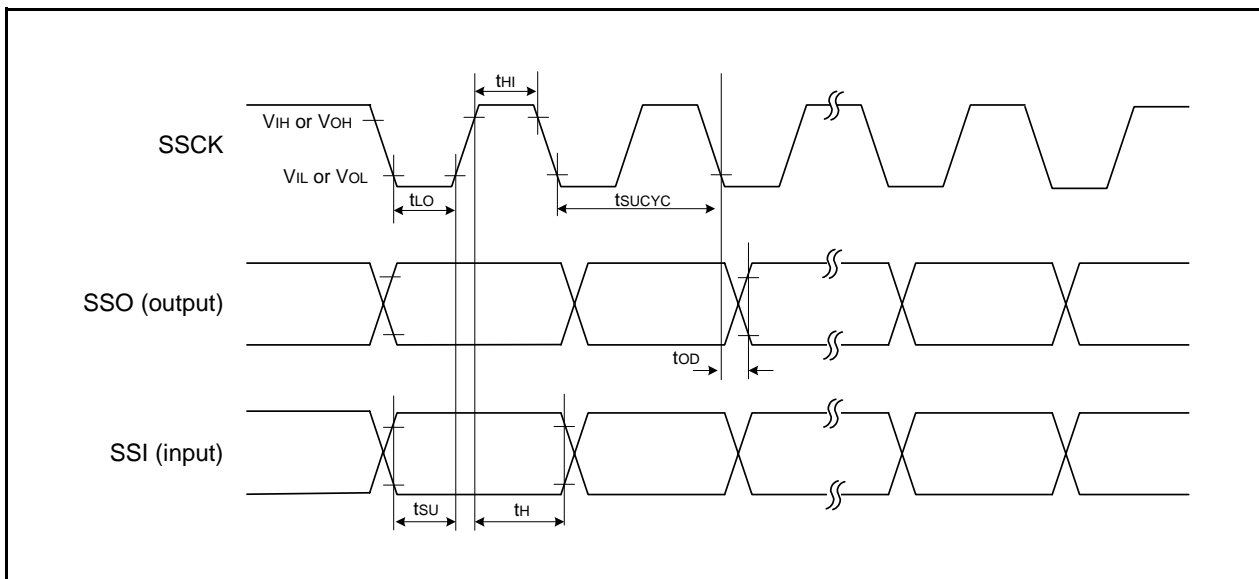 tHI
VIH or VOH
SSCK
VIL or VOL
tLO
tSUCYC
SSO (output)
tOD
SSI (input)
tSU
tH